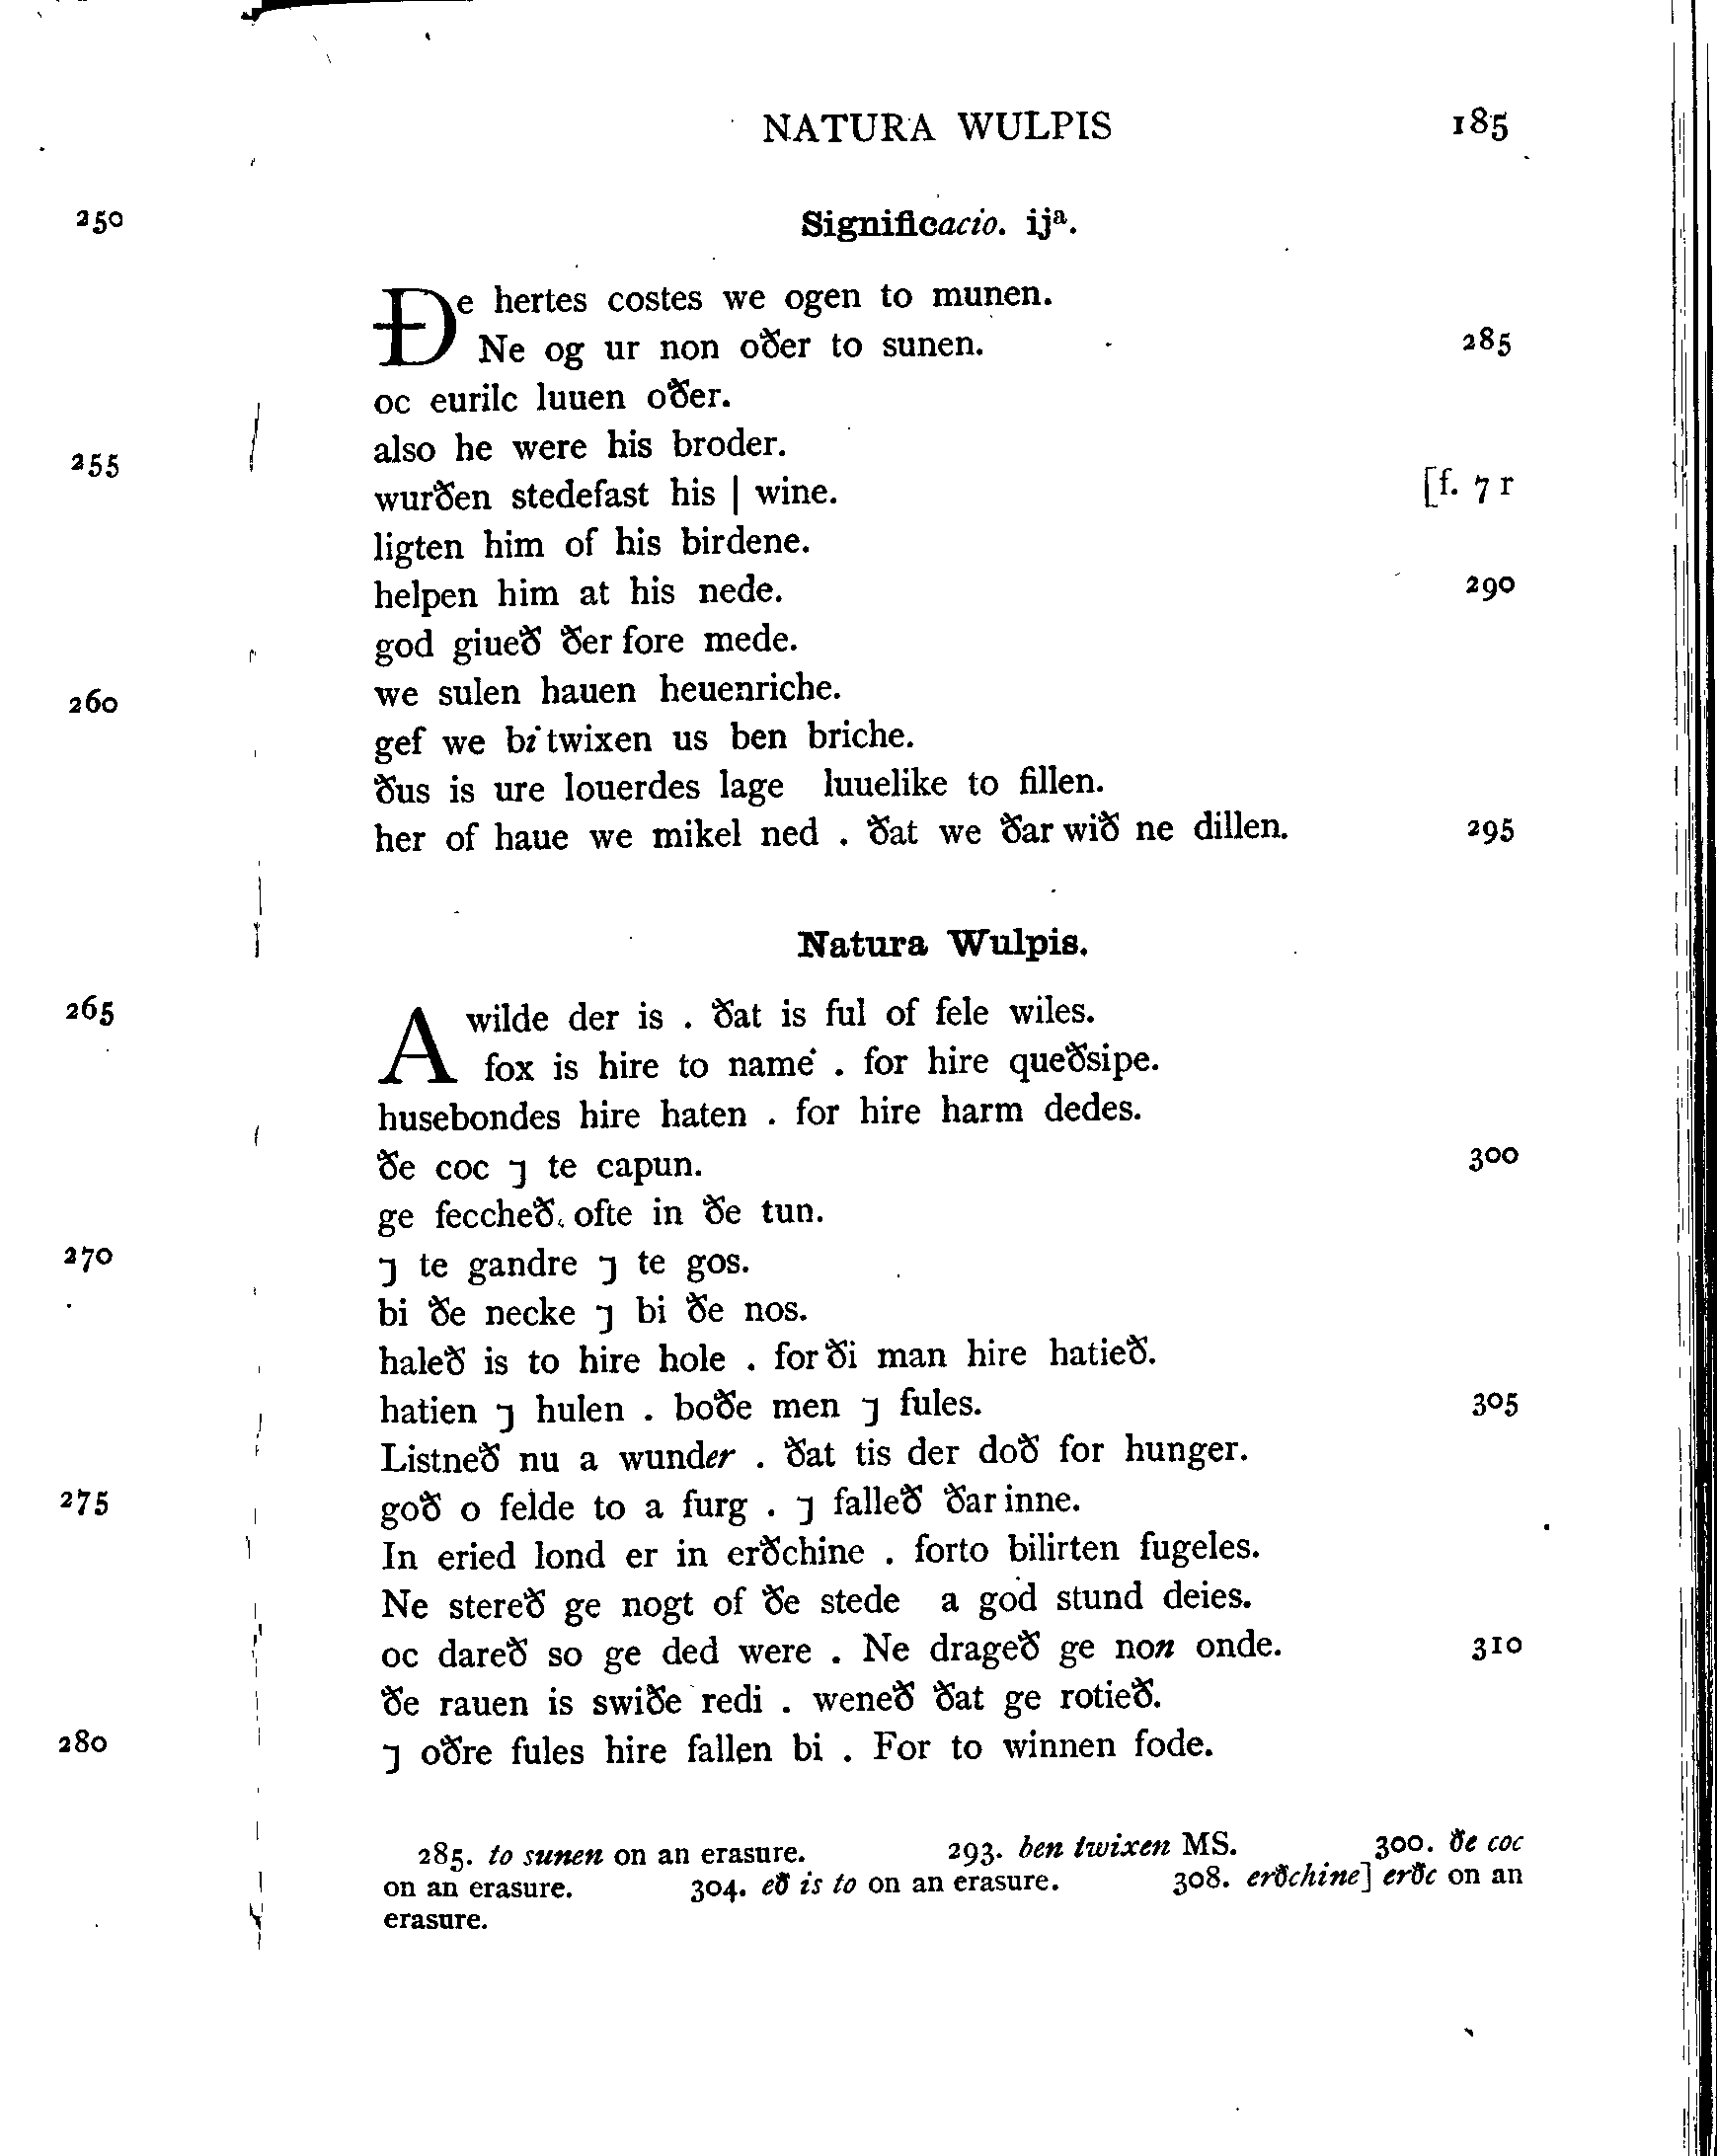 NATURA WULPIS 185
250 Significacio. ijª.
Ðe hertes costes we ogen to munen.
Ne og ur non oðer to sunen. 285
oc eurilc luuen oðer.
also he were his broder.
255 wurðen stedefast his | wine. [f. 7 r
ligten him of his birdene.
helpen him at his nede. 290
god giueð ðer fore mede.
260 we sulen hauen heuenriche.
gef we bi twixen us ben briche.
ðus is ure louerdes lage luuelike to fillen.
her of haue we mikel ned . ðat we ðar wið ne dillen. 295
Natura Wulpis.
265 A wilde der is . ðat is ful of fele wiles.
fox is hire to name . for hire queðsipe.
husebondes hire haten . for hire harm dedes.
ðe coc ⁊ te capun. 300
ge feccheð ofte in ðe tun.
270 ⁊ te gandre ⁊ te gos.
bi ðe necke ⁊ bi ðe nos.
haleð is to hire hole . for ði man hire hatieð.
hatien ⁊ hulen . boðe men ⁊ fules. 305
Listneð nu a wunder . ðat tis der doð for hunger.
275 goð o felde to a furg . ⁊ falleð ðar inne.
In eried lond er in erðchine . forto bilirten fugeles.
Ne stereð ge nogt of ðe stede a god stund deies.
oc dareð so ge ded were . Ne drageð ge non onde. 310
ðe rauen is swiðe redi . weneð ðat ge rotieð.
280 ⁊ oðre fules hire fallen bi . For to winnen fode.
285. to sunen on an erasure. 293. ben twixen MS. 300. ðe coc
on an erasure. 304. eð is to on an erasure. 308. erðchine] erðc on an
erasure.